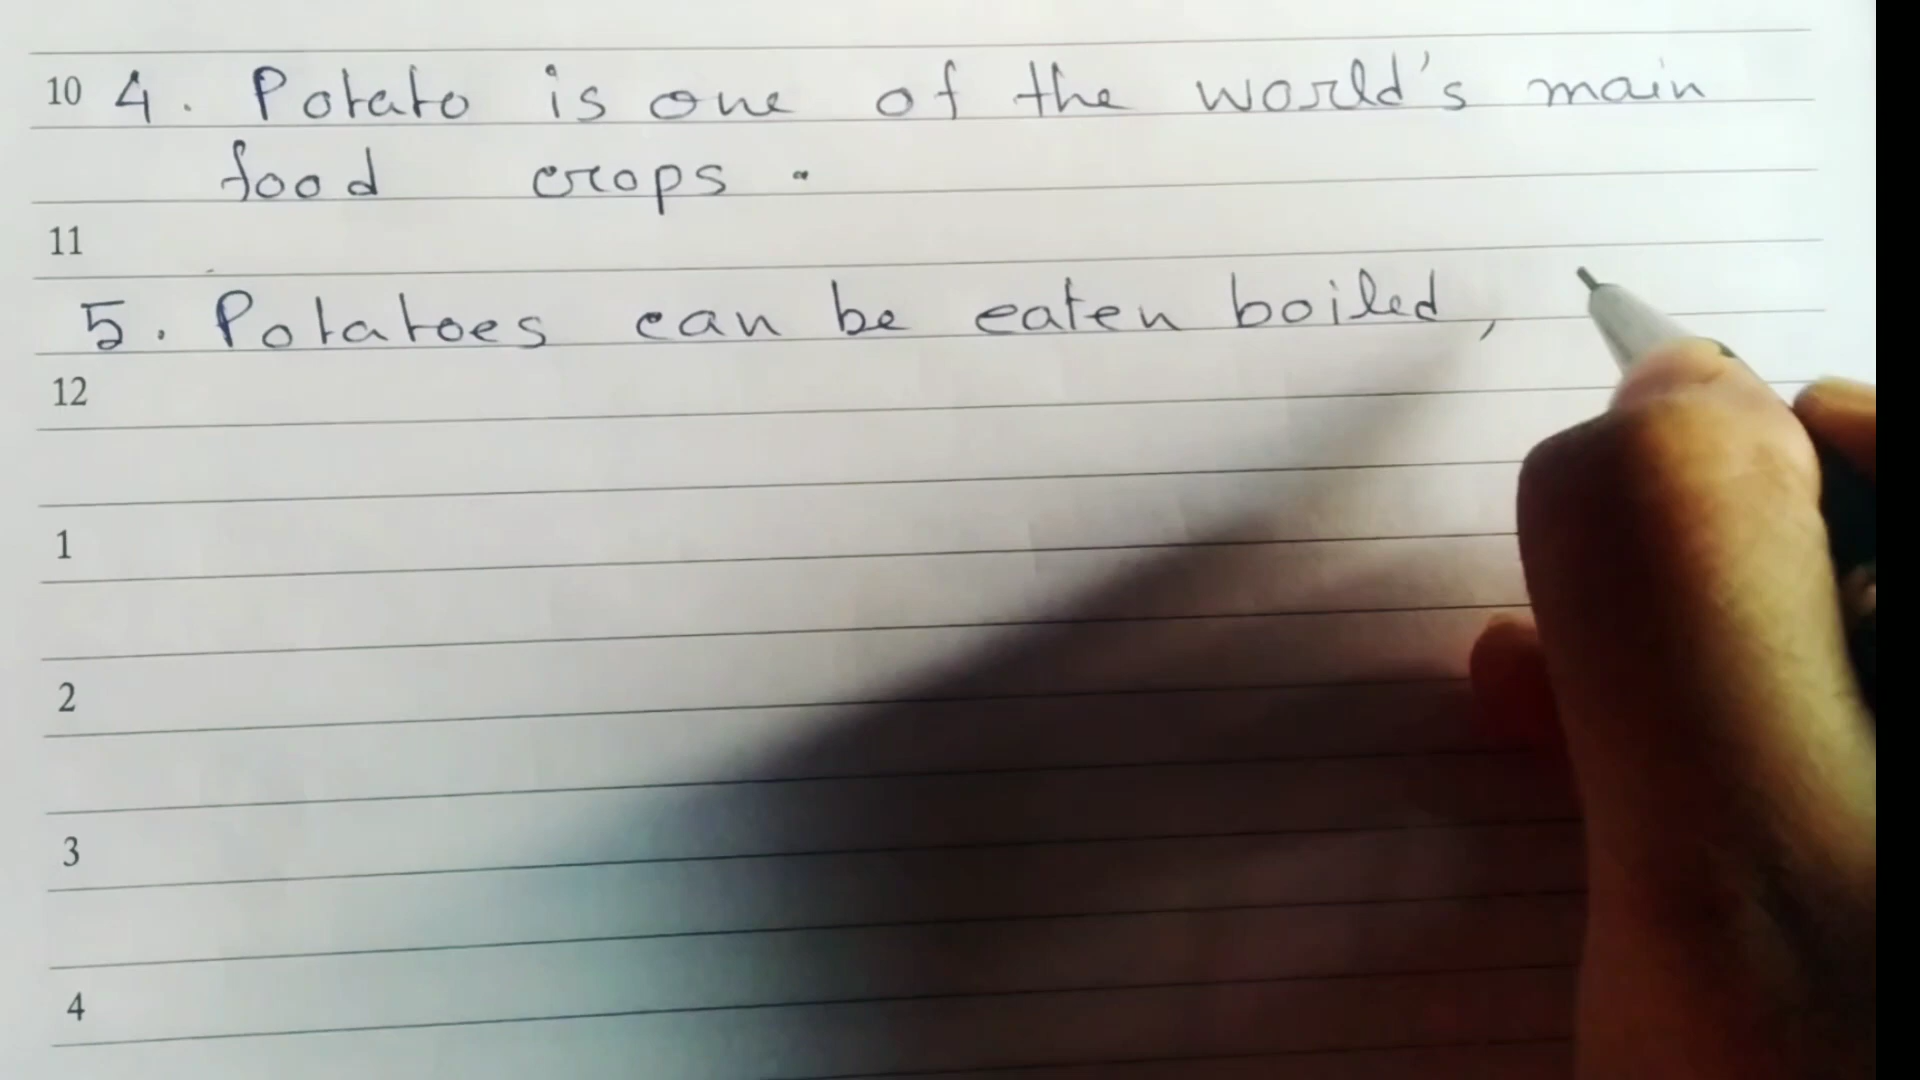 10 4. Potato is one of the world's main
food crops.
11
5. Potatoes can be eaten boiled,
12
1
2
3
4